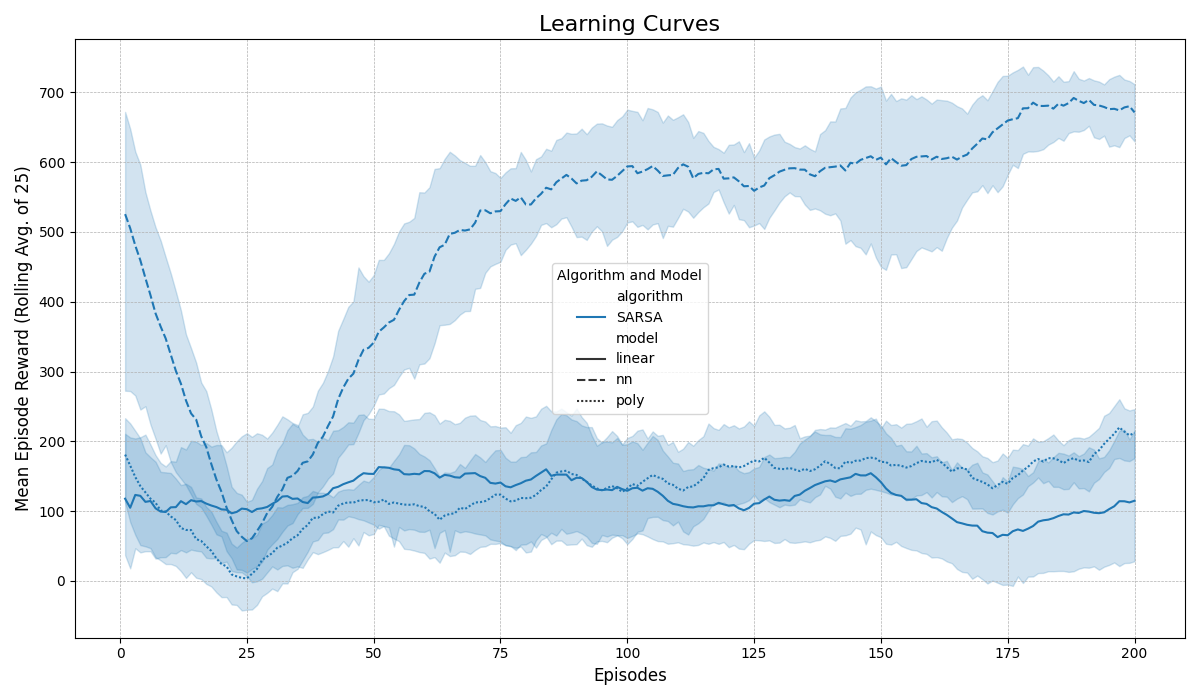 Learning Curves
Mean Episode Reward (Rolling Avg. of 25)
700
600
500
400
300
200
100
0
Algorithm and Model
algorithm
SARSA
model
linear
nn
poly
0 25 50 75 100 125 150 175 200
Episodes